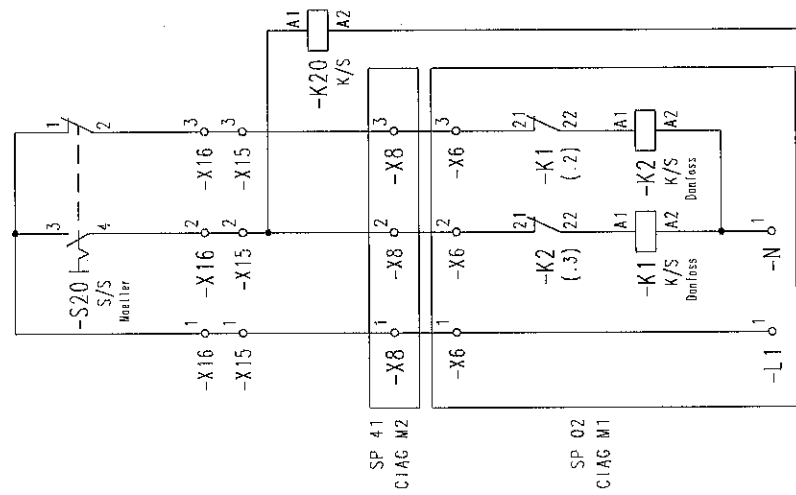 A1
A2
-K20
K/S
1
2
3
4
-S20
S/S
Moeller
3
-X16
3
-X15
2
-X16
2
-X15
1
-X16
1
-X15
3
-X8
2
-X8
1
-X8
3
-X6
2
-X6
1
-X6
21
22
-K1
(.2)
21
22
-K2
(.3)
A1
A2
-K2
K/S
Danfoss
A1
A2
-K1
K/S
Danfoss
1
-N
1
-L1
SP 41
CIAG M2
SP 02
CIAG M1